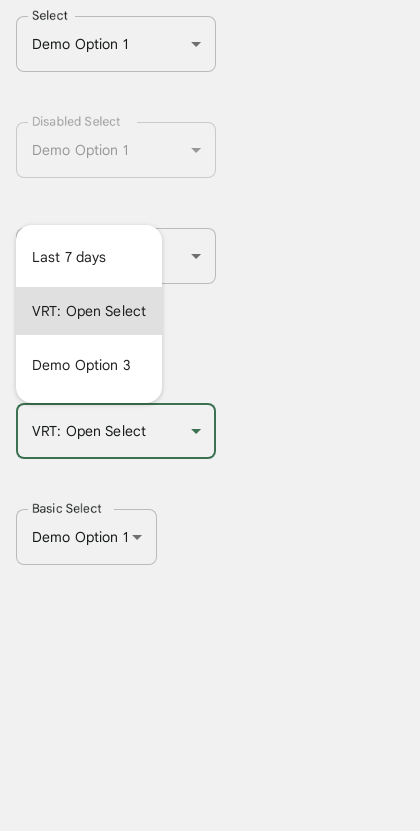 Select
Demo Option 1
Disabled Select
Demo Option 1
Last 7 days
VRT: Open Select
Demo Option 3
VRT: Open Select
Basic Select
Demo Option 1